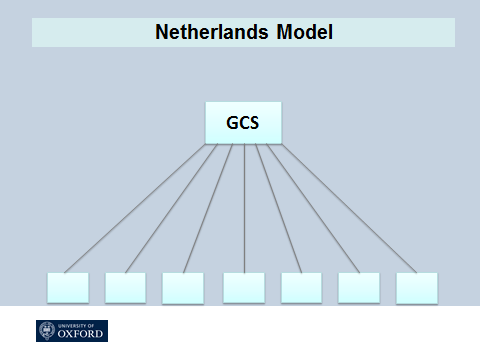 Netherlands Model
GCS
UNIVERSITY OF
OXFORD